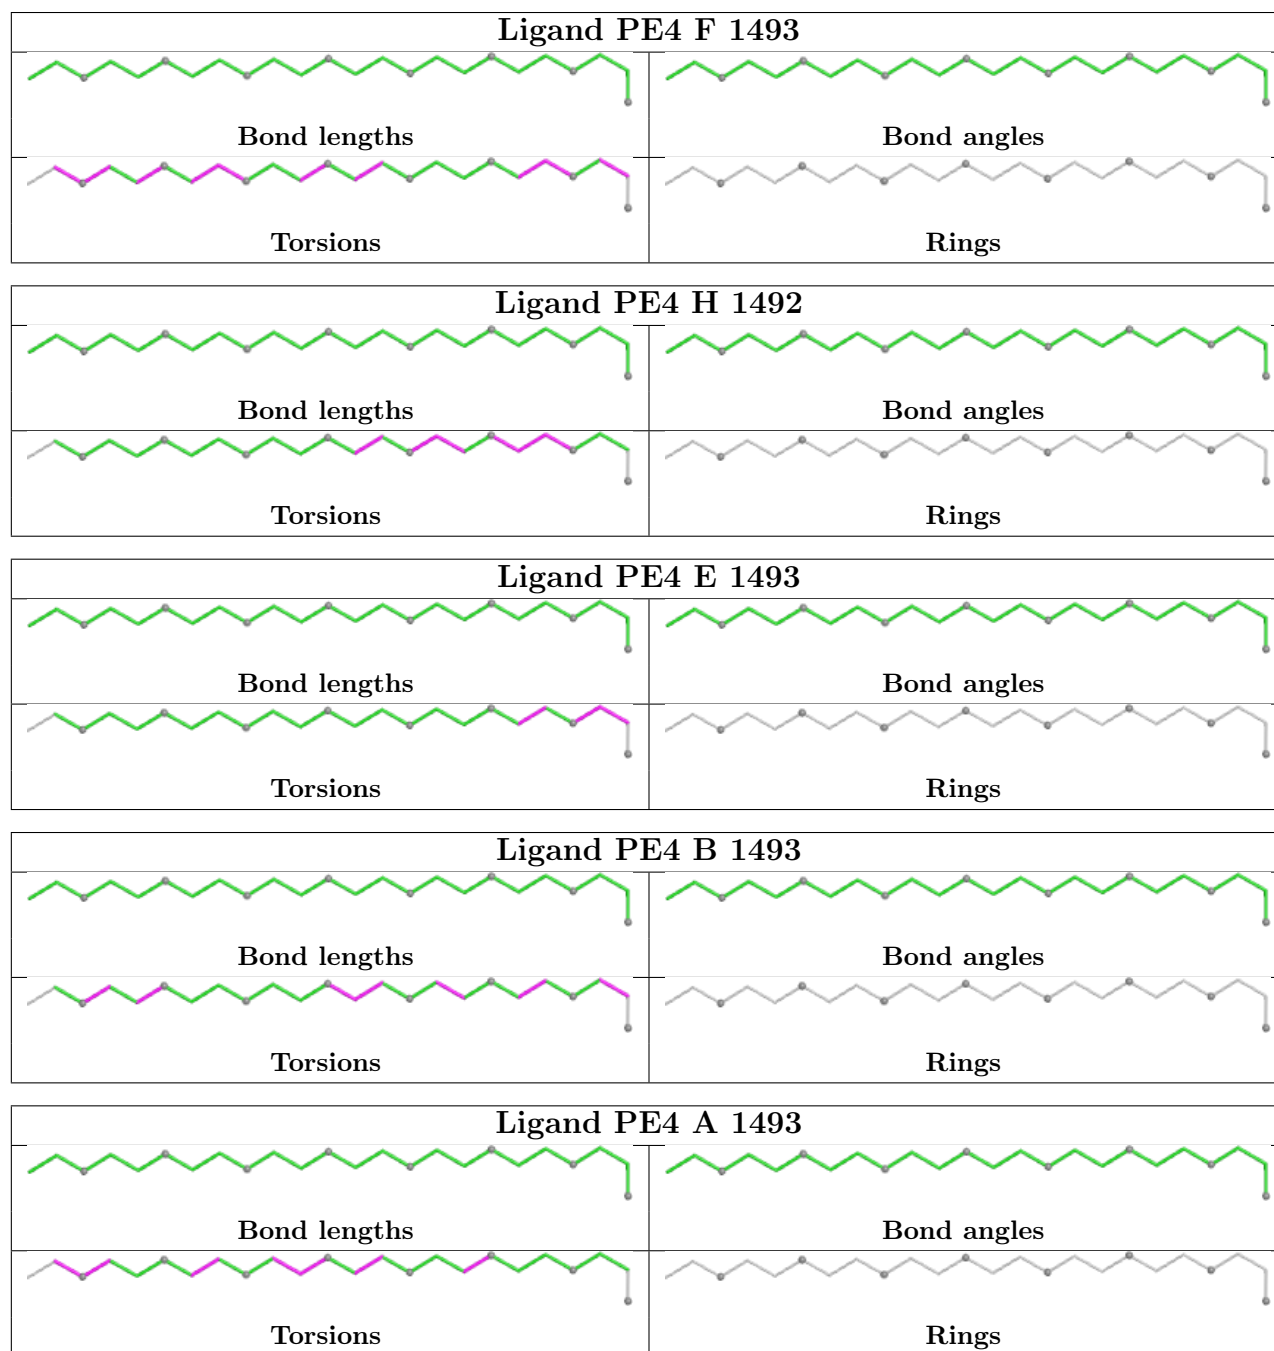 Ligand PE4 F 1493
Bond lengths Bond angles
Torsions Rings
Ligand PE4 H 1492
Bond lengths Bond angles
Torsions Rings
Ligand PE4 E 1493
Bond lengths Bond angles
Torsions Rings
Ligand PE4 B 1493
Bond lengths Bond angles
Torsions Rings
Ligand PE4 A 1493
Bond lengths Bond angles
Torsions Rings